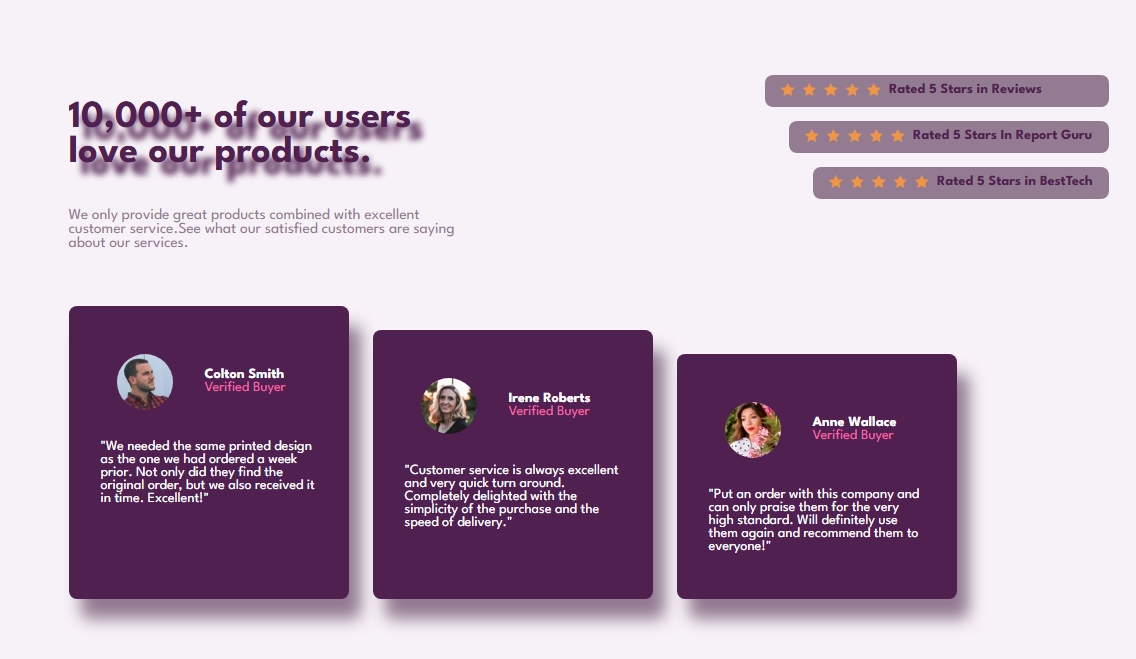 10,000+ of our users
love our products.
We only provide great products combined with excellent
customer service.See what our satisfied customers are saying
about our services.
Rated 5 Stars in Reviews
Rated 5 Stars In Report Guru
Rated 5 Stars in BestTech
Colton Smith
Verified Buyer
"We needed the same printed design
as the one we had ordered a week
prior. Not only did they find the
original order, but we also received it
in time. Excellent!"
Irene Roberts
Verified Buyer
"Customer service is always excellent
and very quick turn around.
Completely delighted with the
simplicity of the purchase and the
speed of delivery."
Anne Wallace
Verified Buyer
"Put an order with this company and
can only praise them for the very
high standard. Will definitely use
them again and recommend them to
everyone!"